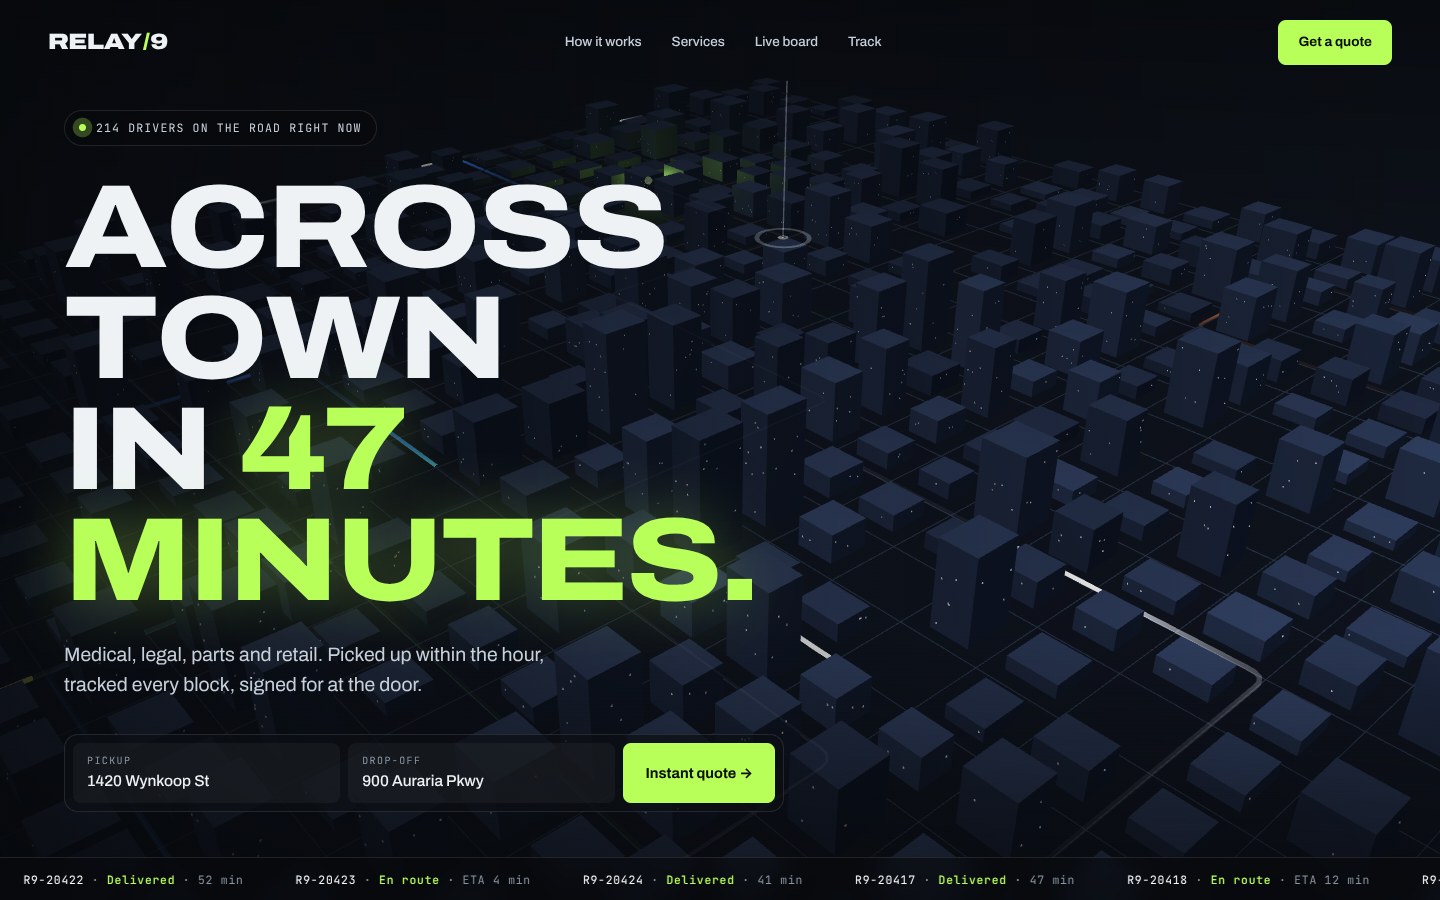 RELAY/9
How it works
Services
Live board
Track
Get a quote
214 DRIVERS ON THE ROAD RIGHT NOW
ACROSS
TOWN
IN 47
MINUTES.
Medical, legal, parts and retail. Picked up within the hour,
tracked every block, signed for at the door.
PICKUP
1420 Wynkoop St
DROP-OFF
900 Auraria Pkwy
Instant quote →
R9-20422 · Delivered · 52 min
R9-20423 · En route · ETA 4 min
R9-20424 · Delivered · 41 min
R9-20417 · Delivered · 47 min
R9-20418 · En route · ETA 12 min
R9-